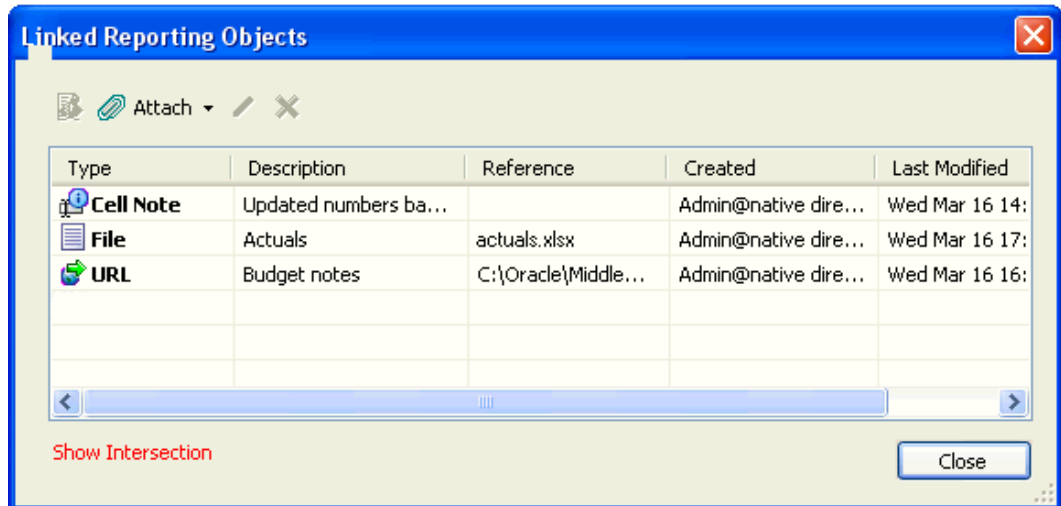 Linked Reporting Objects
Attach
Type Description Reference Created Last Modified
Cell Note Updated numbers ba... Admin@native dire... Wed Mar 16 14:
File Actuals actuals.xlsx Admin@native dire... Wed Mar 16 17:
URL Budget notes C:\Oracle\Middle... Admin@native dire... Wed Mar 16 16:
Show Intersection
Close